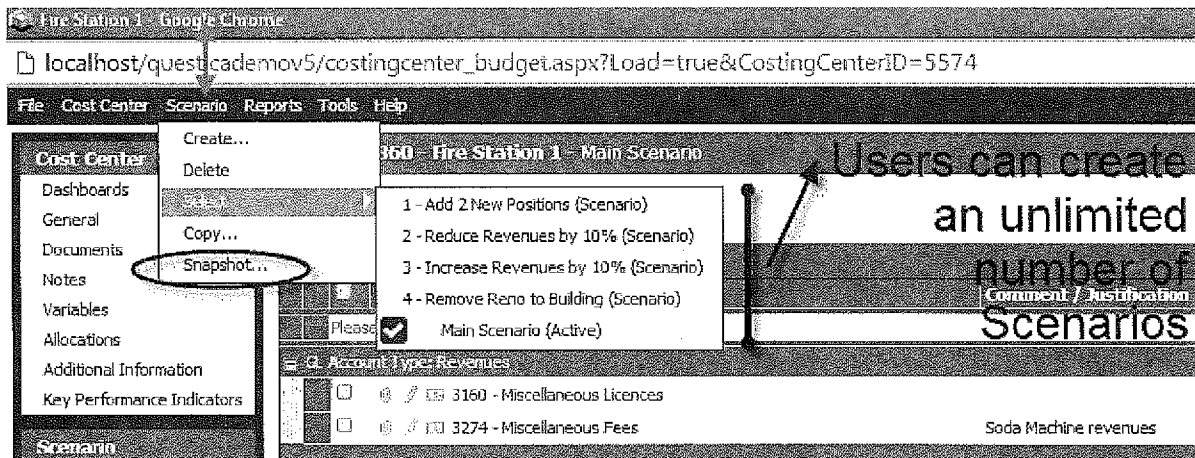 Fire Station 1 - Google Chrome
localhost/questicademov5/costingcenter_budget.aspx?Load=true&CostingCenterID=5574
File Cost Center Scenario Reports Tools Help
Cost Center
Dashboards
General
Documents
Notes
Variables
Allocations
Additional Information
Key Performance Indicators
Scenario
Create...
Delete
Select
Copy...
Snapshot...
360 - Fire Station 1 - Main Scenario
1 - Add 2 New Positions (Scenario)
2 - Reduce Revenues by 10% (Scenario)
3 - Increase Revenues by 10% (Scenario)
4 - Remove Reno to Building (Scenario)
Main Scenario (Active)
Users can create
an unlimited
number of
Scenarios
Comment / Justification
Please
Account Type: Revenues
3160 - Miscellaneous Licences
3274 - Miscellaneous Fees
Soda Machine revenues